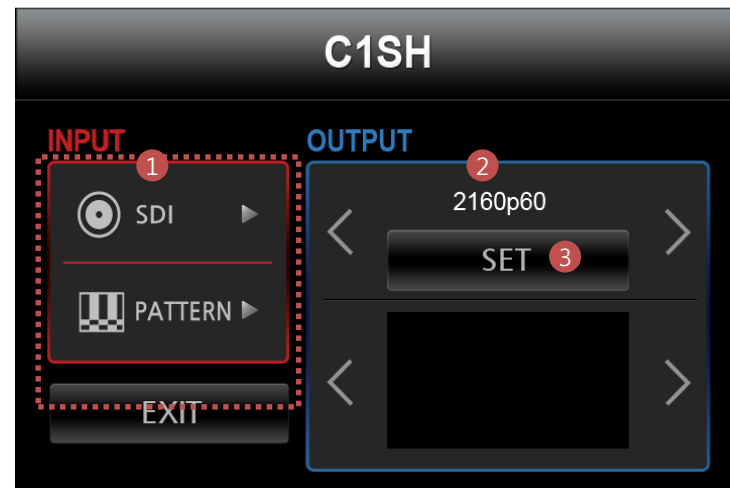 C1SH
INPUT
OUTPUT
1
2
SDI
2160p60
SET 3
PATTERN
EXIT